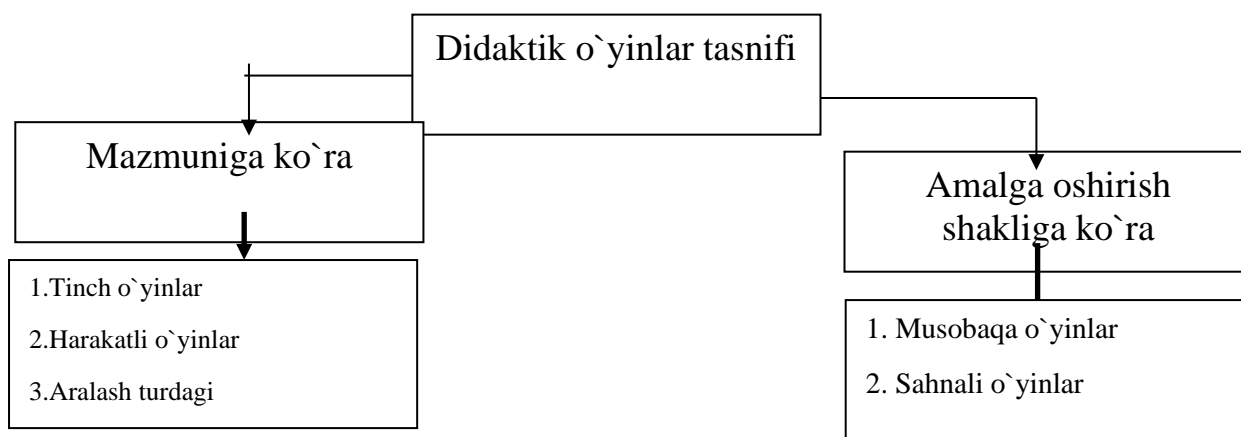 Didaktik o`yinlar tasnifi
Mazmuniga ko`ra
1.Tinch o`yinlar
2.Harakatli o`yinlar
3.Aralash turdagi
Amalga oshirish
shakliga ko`ra
1. Musobaqa o`yinlar
2. Sahnali o`yinlar